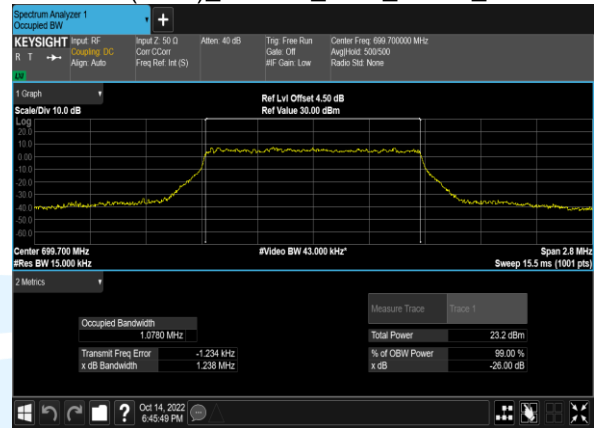 Spectrum Analyzer 1
Occupied BW
KEYSIGHT
R T
LW
Input: RF
Coupling: DC
Align: Auto
Input Z: 50 Ω
Corr CCorr
Freq Ref: Int (S)
Atten: 40 dB
Trig: Free Run
Gate: Off
#IF Gain: Low
Center Freq: 699.700000 MHz
Avg|Hold: 500/500
Radio Std: None
1 Graph
Scale/Div 10.0 dB
Ref Lvl Offset 4.50 dB
Ref Value 30.00 dBm
Log
20.0
10.0
0.00
-10.0
-20.0
-30.0
-40.0
-50.0
-60.0
Center 699.700 MHz
#Video BW 43.000 kHz*
Span 2.8 MHz
#Res BW 15.000 kHz
Sweep 15.5 ms (1001 pts)
2 Metrics
Measure Trace
Trace 1
Occupied Bandwidth
1.0780 MHz
Total Power
23.2 dBm
Transmit Freq Error
-1.234 kHz
% of OBW Power
99.00 %
x dB Bandwidth
1.238 MHz
x dB
-26.00 dB
?
Oct 14, 2022
6:45:49 PM